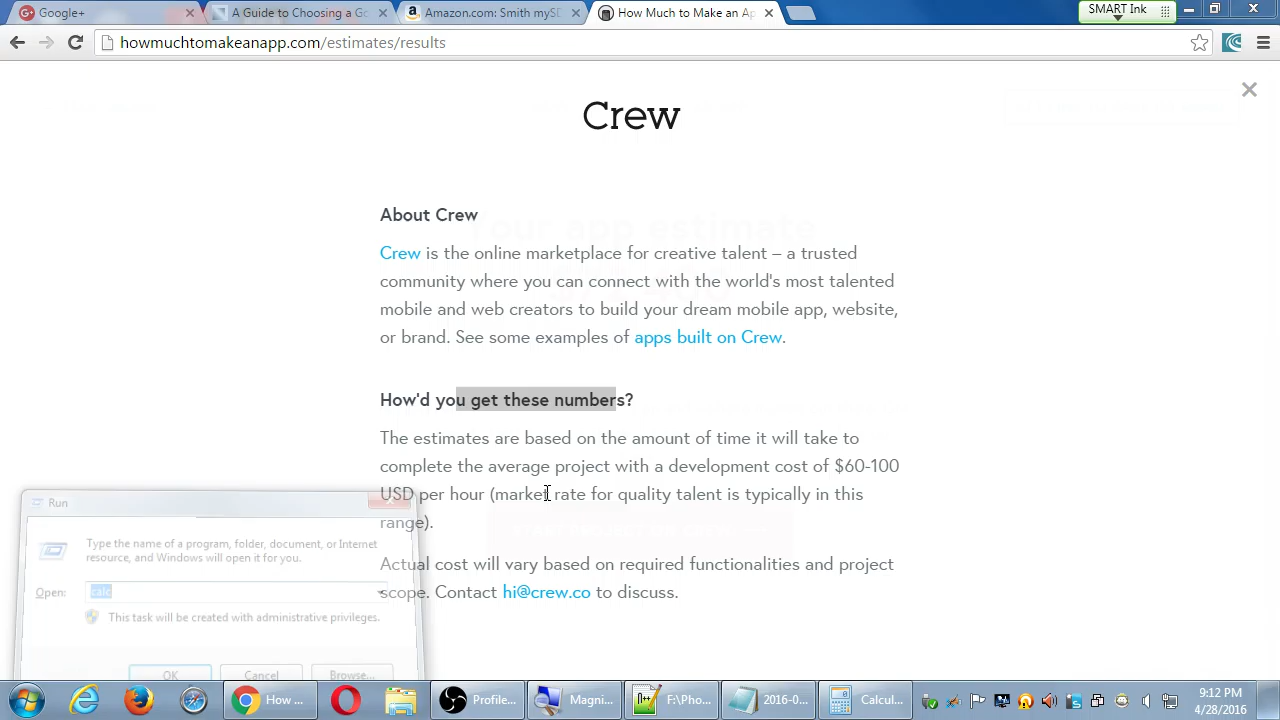 Google+
A Guide to Choosing a Go
Amazon.com: Smith mySD
How Much to Make an Ap
SMART Ink
howmuchtomakeanapp.com/estimates/results
Crew
Your app estimate
About Crew
Crew is the online marketplace for creative talent – a trusted
community where you can connect with the world's most talented
mobile and web creators to build your dream mobile app, website,
or brand. See some examples of apps built on Crew.
How'd you get these numbers?
The estimates are based on the amount of time it will take to
complete the average project with a development cost of $60-100
USD per hour (market rate for quality talent is typically in this
range).
Actual cost will vary based on required functionalities and project
scope. Contact hi@crew.co to discuss.
Run
Type the name of a program, folder, document, or Internet
resource, and Windows will open it for you.
Open: calc
This task will be created with administrative privileges.
OK
Cancel
Browse...
How ...
Profile...
Magni...
F:\Pho...
2016-0...
Calcul...
9:12 PM
4/28/2016